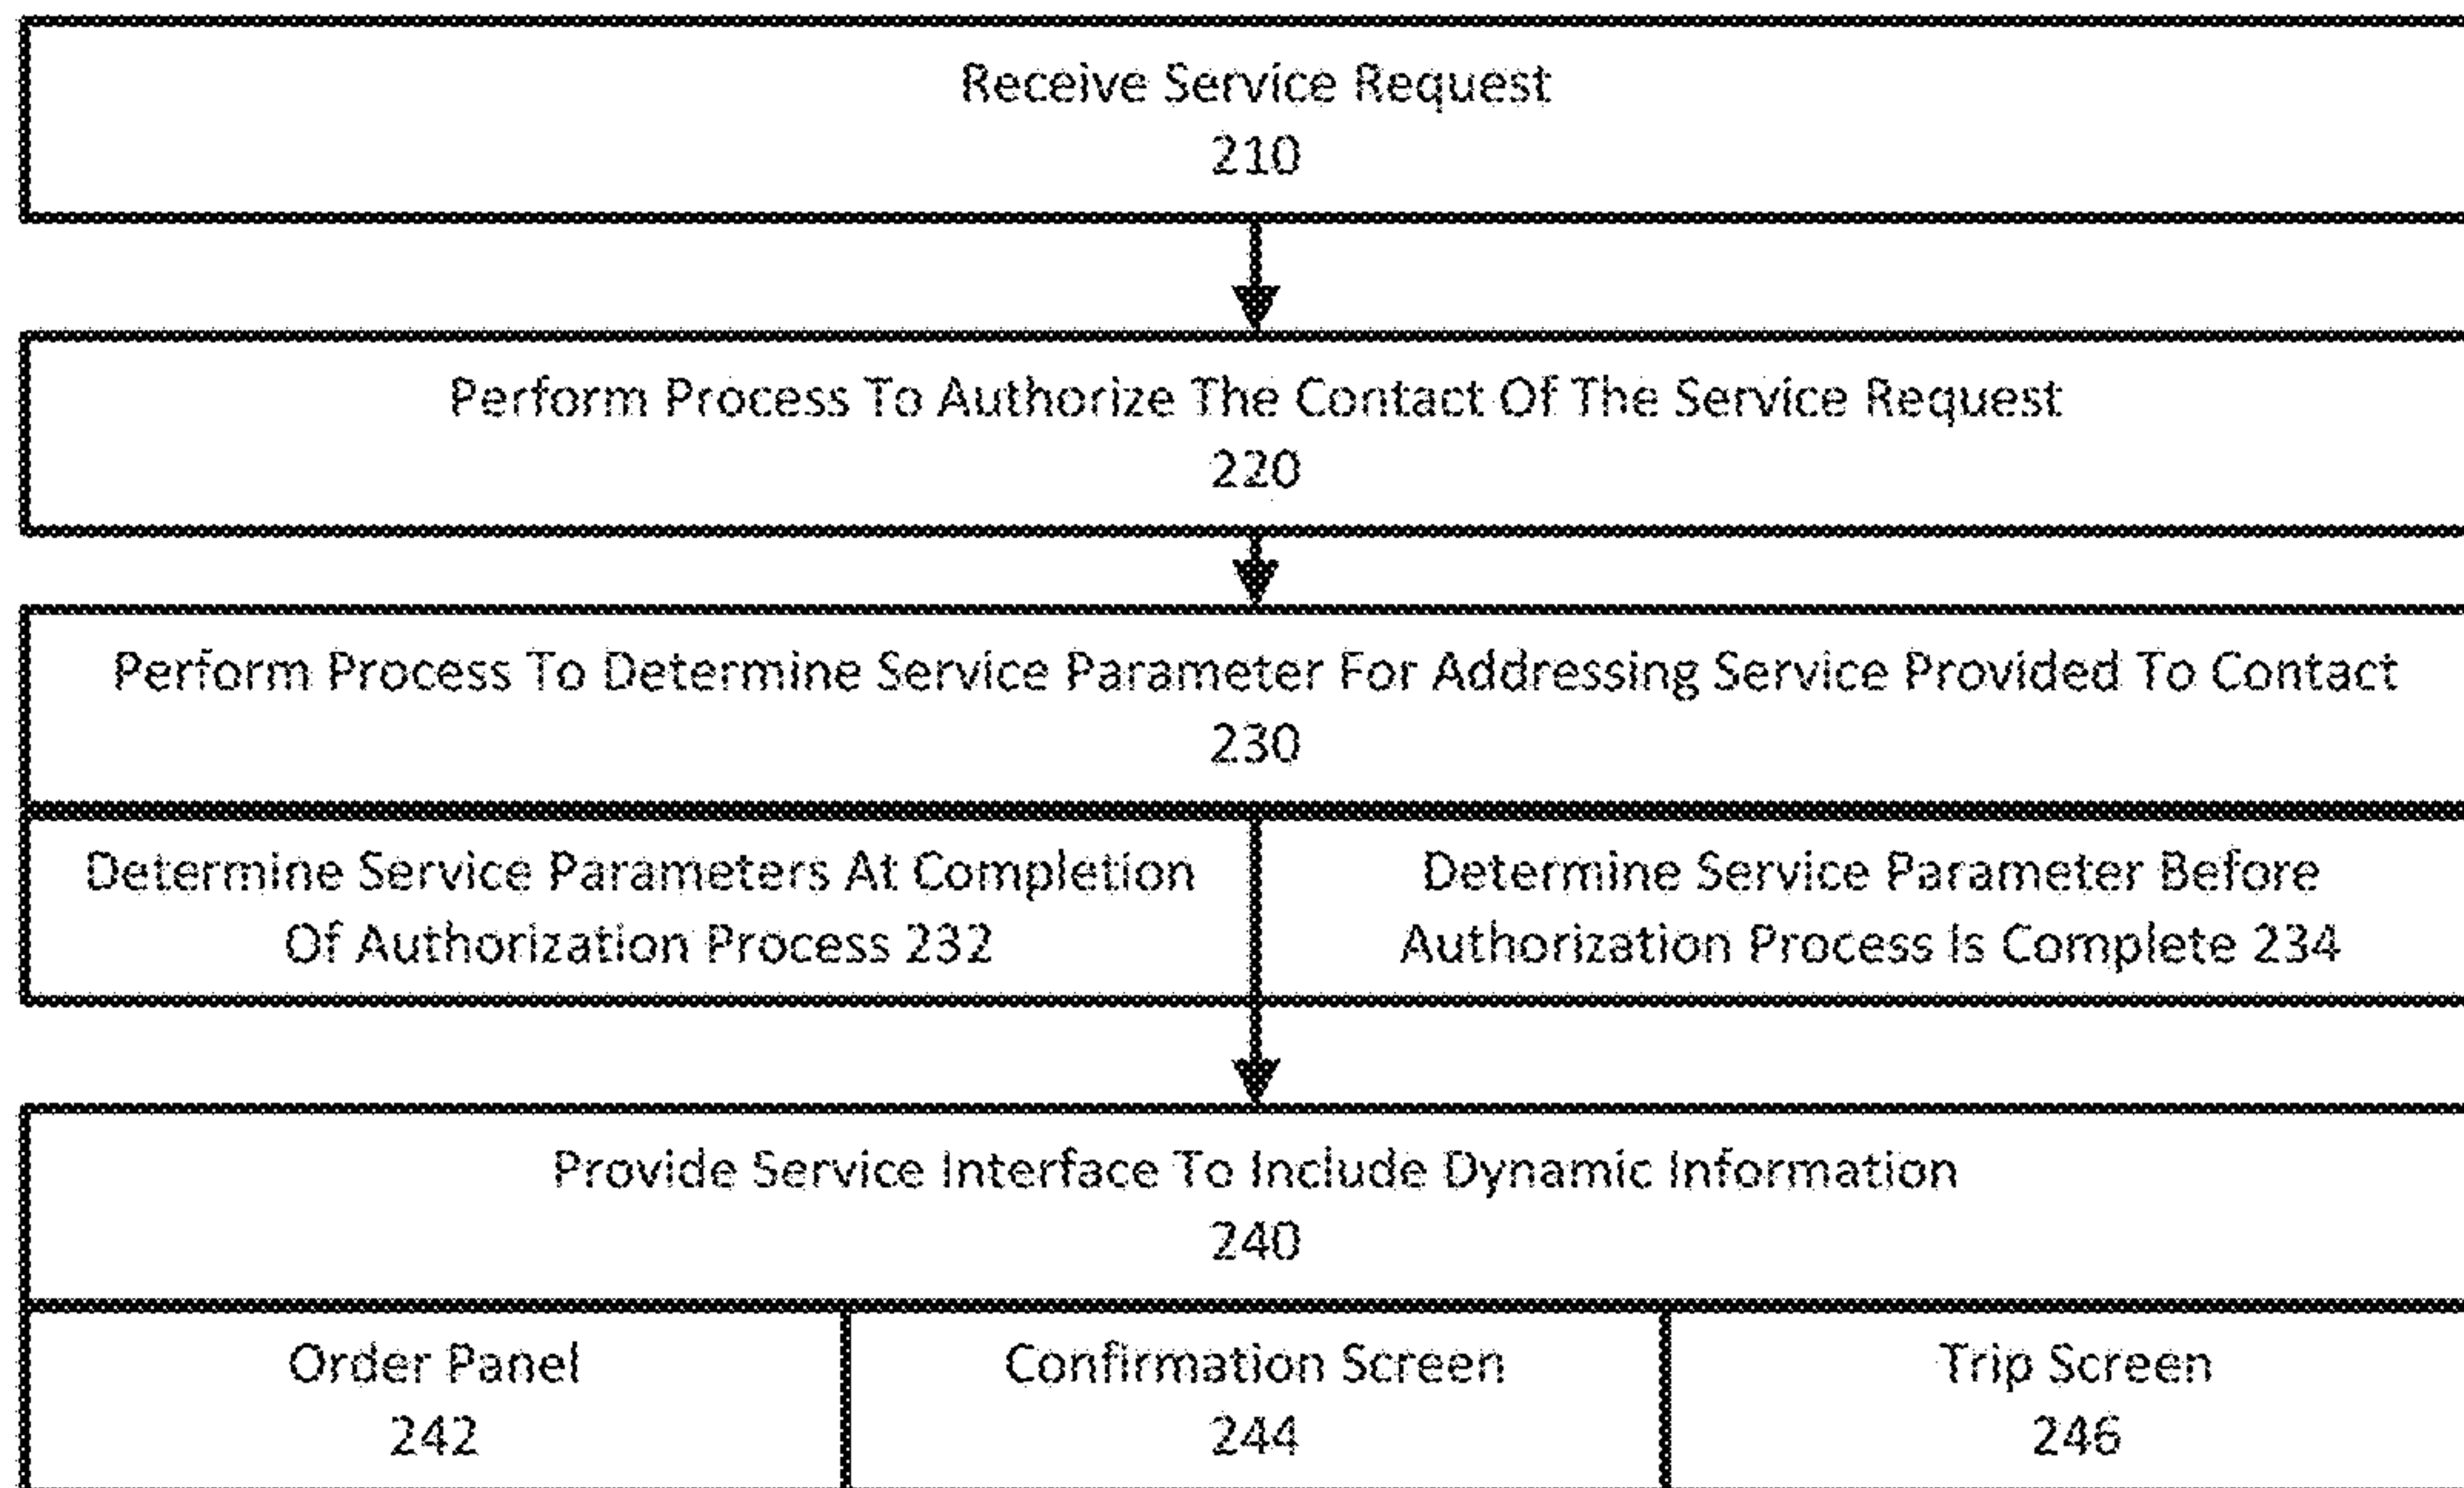 Receive Service Request
210
Perform Process To Authorize The Contact Of The Service Request
220
Perform Process To Determine Service Parameter For Addressing Service Provided To Contact
230
Determine Service Parameters At Completion
Of Authorization Process 232
Determine Service Parameter Before
Authorization Process Is Complete 234
Provide Service Interface To Include Dynamic Information
240
Order Panel
242
Confirmation Screen
244
Trip Screen
246